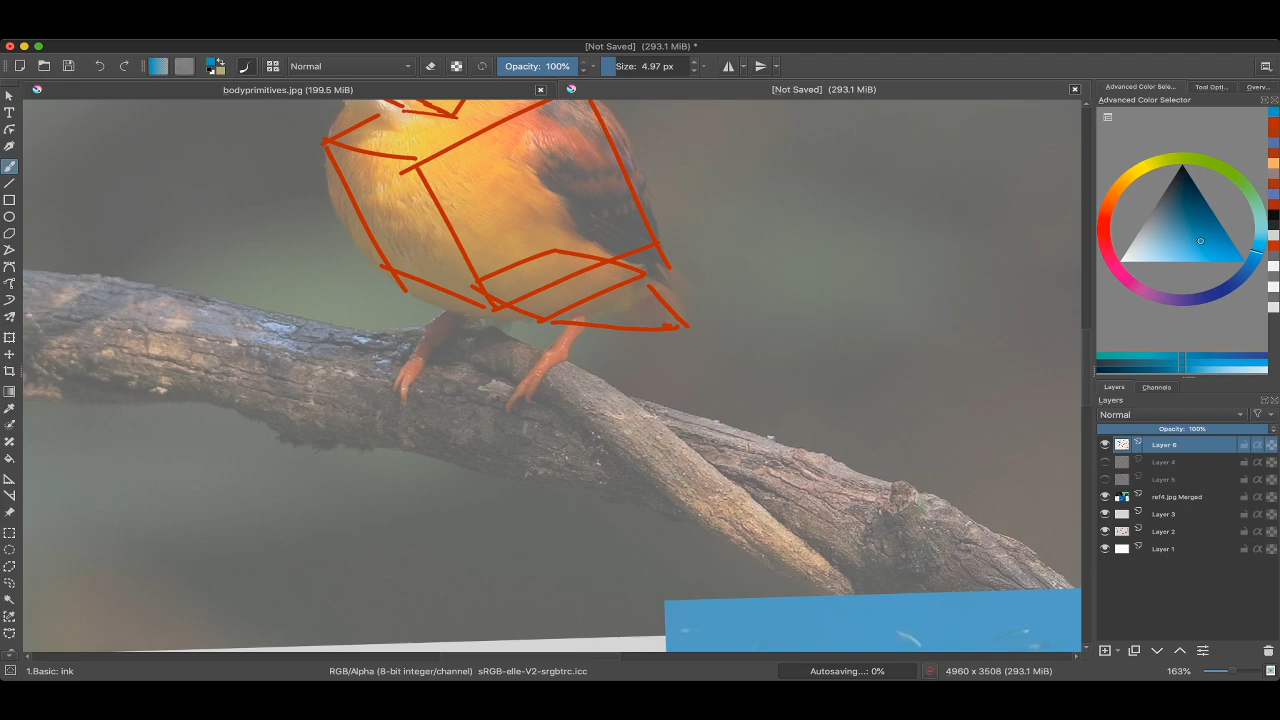 [Not Saved] (293.1 MiB) *
Normal
Opacity: 100%
Size: 4.97 px
bodyprimitives.jpg (199.5 MiB)
[Not Saved] (293.1 MiB)
Advanced Color Sele...
Tool Opti...
Overv...
Advanced Color Selector
Layers
Channels
Layers
Normal
Opacity: 100%
Layer 6
Layer 4
Layer 5
ref4.jpg Merged
Layer 3
Layer 2
Layer 1
1.Basic: ink
RGB/Alpha (8-bit integer/channel) sRGB-elle-V2-srgbtrc.icc
Autosaving...: 0%
4960 x 3508 (293.1 MiB)
163%